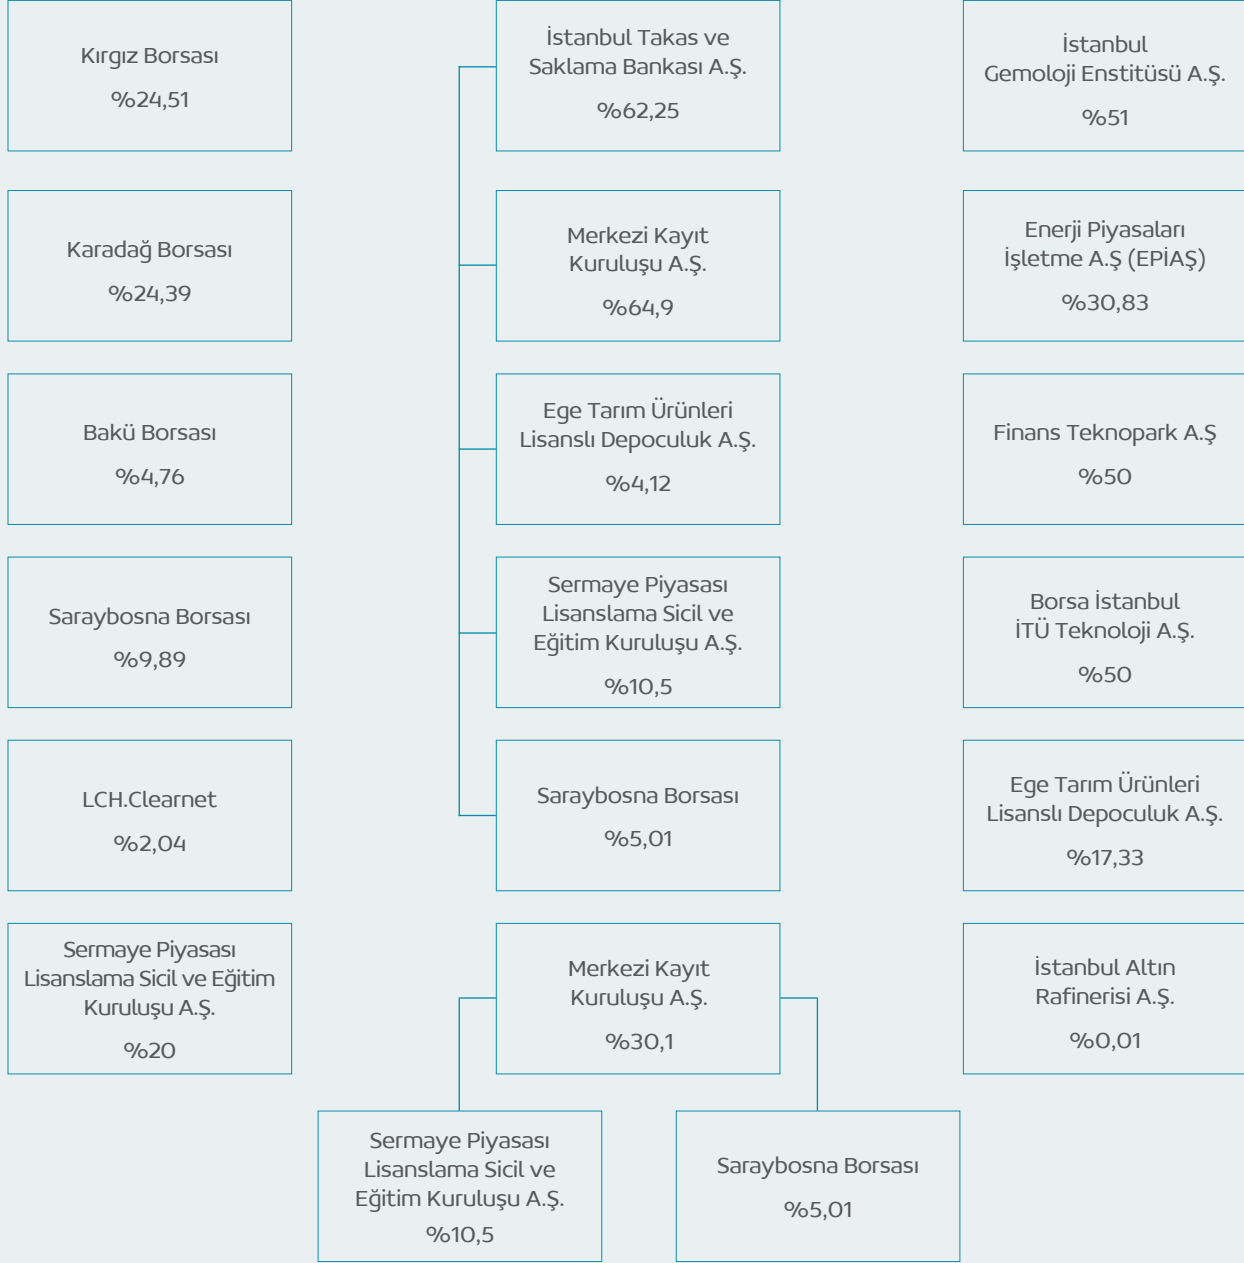 Kırgız Borsası
%24,51
Karadağ Borsası
%24,39
Bakü Borsası
%4,76
Saraybosna Borsası
%9,89
LCH.Clearnet
%2,04
Sermaye Piyasası
Lisanslama Sicil ve Eğitim
Kuruluşu A.Ş.
%20
İstanbul Takas ve
Saklama Bankası A.Ş.
%62,25
Merkezi Kayıt
Kuruluşu A.Ş.
%64,9
Ege Tarım Ürünleri
Lisanslı Depoculuk A.Ş.
%4,12
Sermaye Piyasası
Lisanslama Sicil ve
Eğitim Kuruluşu A.Ş.
%10,5
Saraybosna Borsası
%5,01
Merkezi Kayıt
Kuruluşu A.Ş.
%30,1
Sermaye Piyasası
Lisanslama Sicil ve
Eğitim Kuruluşu A.Ş.
%10,5
Saraybosna Borsası
%5,01
İstanbul
Gemoloji Enstitüsü A.Ş.
%51
Enerji Piyasaları
İşletme A.Ş (EPİAŞ)
%30,83
Finans Teknopark A.Ş
%50
Borsa İstanbul
İTÜ Teknoloji A.Ş.
%50
Ege Tarım Ürünleri
Lisanslı Depoculuk A.Ş.
%17,33
İstanbul Altın
Rafinerisi A.Ş.
%0,01